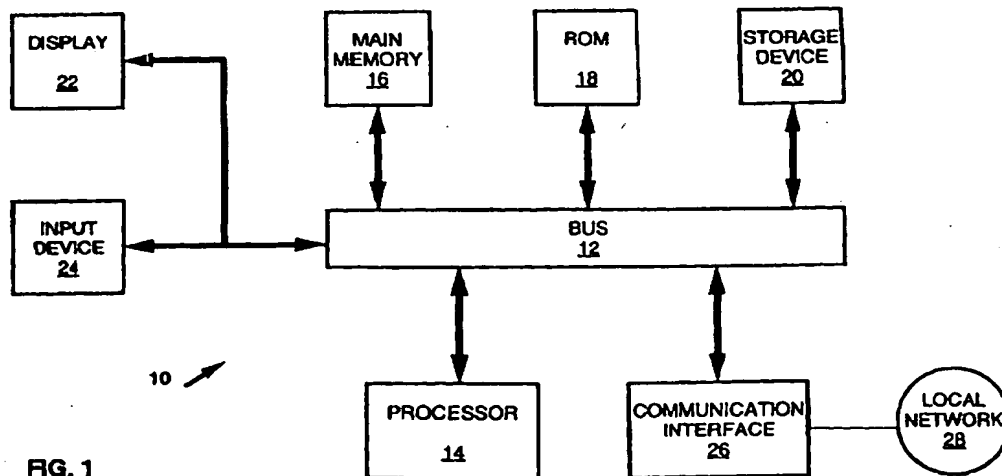 DISPLAY
22
MAIN
MEMORY
16
ROM
18
STORAGE
DEVICE
20
INPUT
DEVICE
24
BUS
12
10
PROCESSOR
14
COMMUNICATION
INTERFACE
26
LOCAL
NETWORK
28
FIG. 1